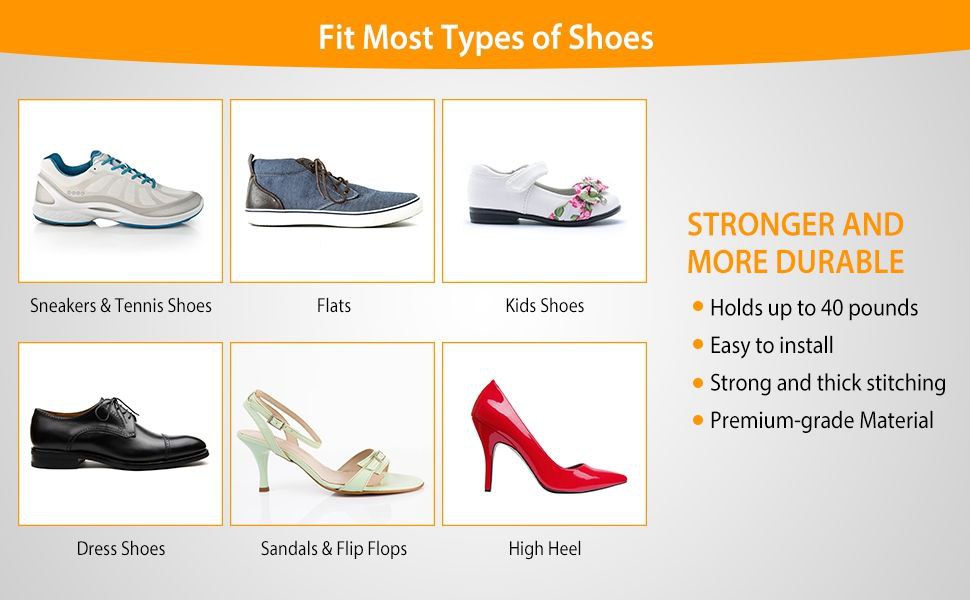 Fit Most Types of Shoes
Sneakers & Tennis Shoes
Flats
Kids Shoes
Dress Shoes
Sandals & Flip Flops
High Heel
STRONGER AND
MORE DURABLE
Holds up to 40 pounds
Easy to install
Strong and thick stitching
Premium-grade Material